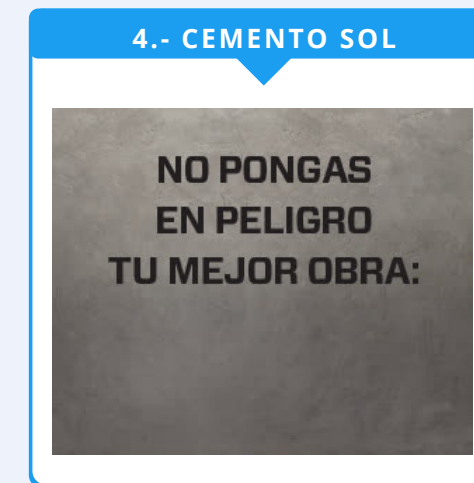 4.- CEMENTO SOL
NO PONGAS
EN PELIGRO
TU MEJOR OBRA: